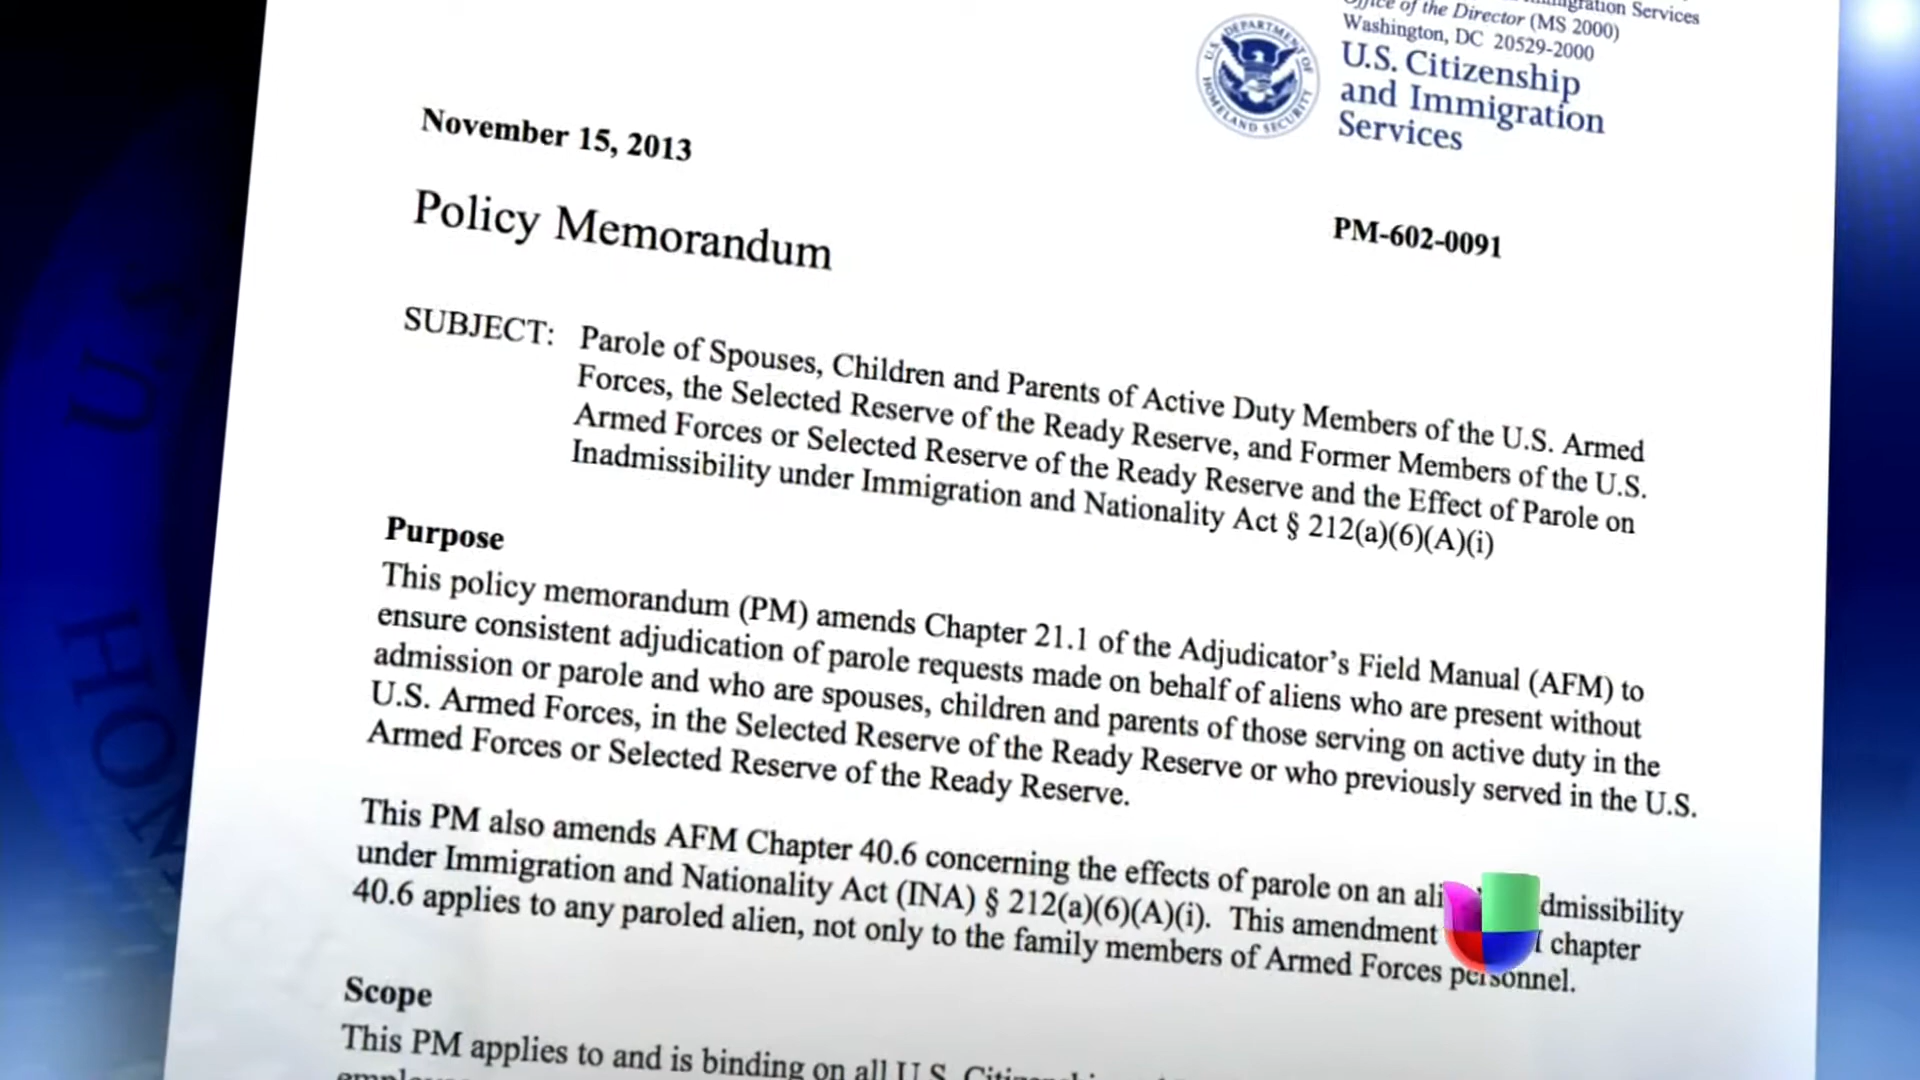 Immigration Services
Office of the Director (MS 2000)
Washington, DC 20529-2000
U.S. Citizenship
and Immigration
Services
U.S. DEPARTMENT OF
HOMELAND SECURITY
November 15, 2013
Policy Memorandum
PM-602-0091
SUBJECT: Parole of Spouses, Children and Parents of Active Duty Members of the U.S. Armed
Forces, the Selected Reserve of the Ready Reserve, and Former Members of the U.S.
Armed Forces or Selected Reserve of the Ready Reserve and the Effect of Parole on
Inadmissibility under Immigration and Nationality Act § 212(a)(6)(A)(i)
Purpose
This policy memorandum (PM) amends Chapter 21.1 of the Adjudicator’s Field Manual (AFM) to
ensure consistent adjudication of parole requests made on behalf of aliens who are present without
admission or parole and who are spouses, children and parents of those serving on active duty in the
U.S. Armed Forces, in the Selected Reserve of the Ready Reserve or who previously served in the U.S.
Armed Forces or Selected Reserve of the Ready Reserve.
This PM also amends AFM Chapter 40.6 concerning the effects of parole on an ali dmissibility
under Immigration and Nationality Act (INA) § 212(a)(6)(A)(i). This amendment chapter
40.6 applies to any paroled alien, not only to the family members of Armed Forces personnel.
Scope
This PM applies to and is binding on all U.S.